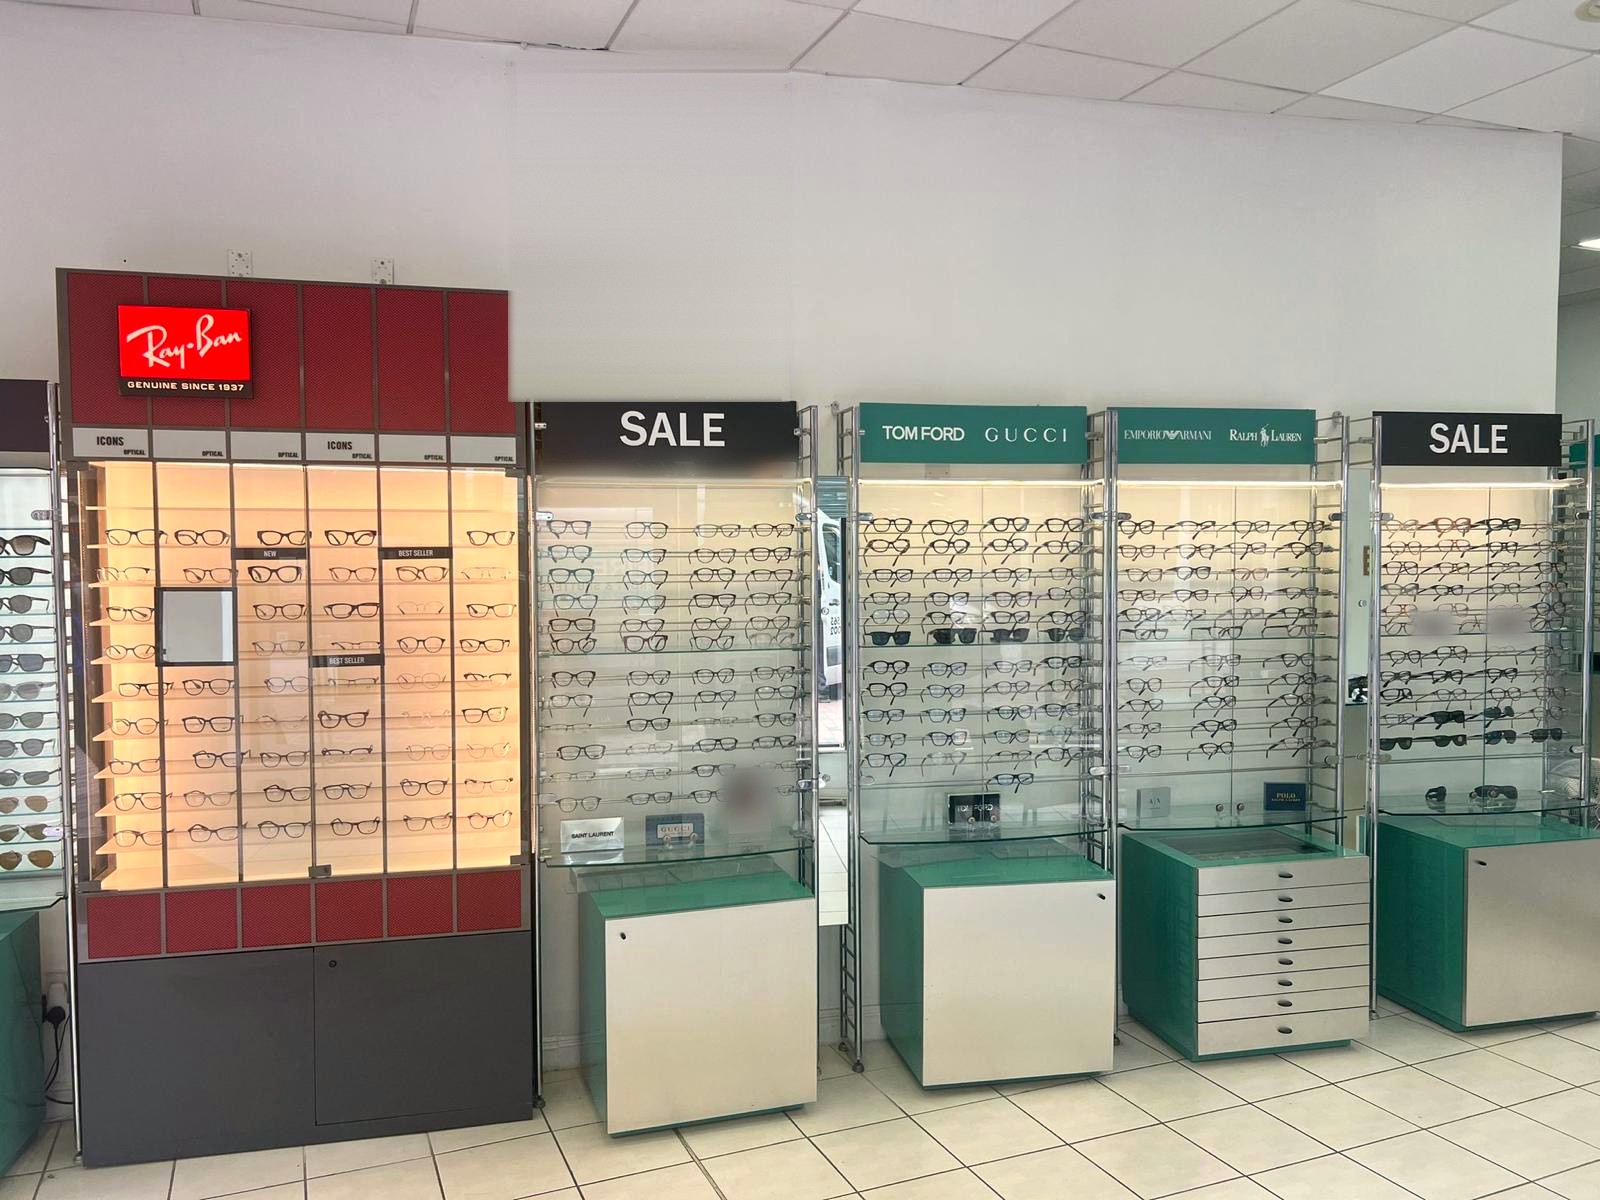 Ray-Ban
GENUINE SINCE 1937
ICONS
OPTICAL
OPTICAL
OPTICAL
ICONS
OPTICAL
OPTICAL
OPTICAL
NEW
BEST SELLER
BEST SELLER
SALE
SAINT LAURENT
GUCCI
TOM FORD GUCCI
TOM FORD
EMPORIO ARMANI
RALPH LAUREN
A X
POLO
RALPH LAUREN
SALE